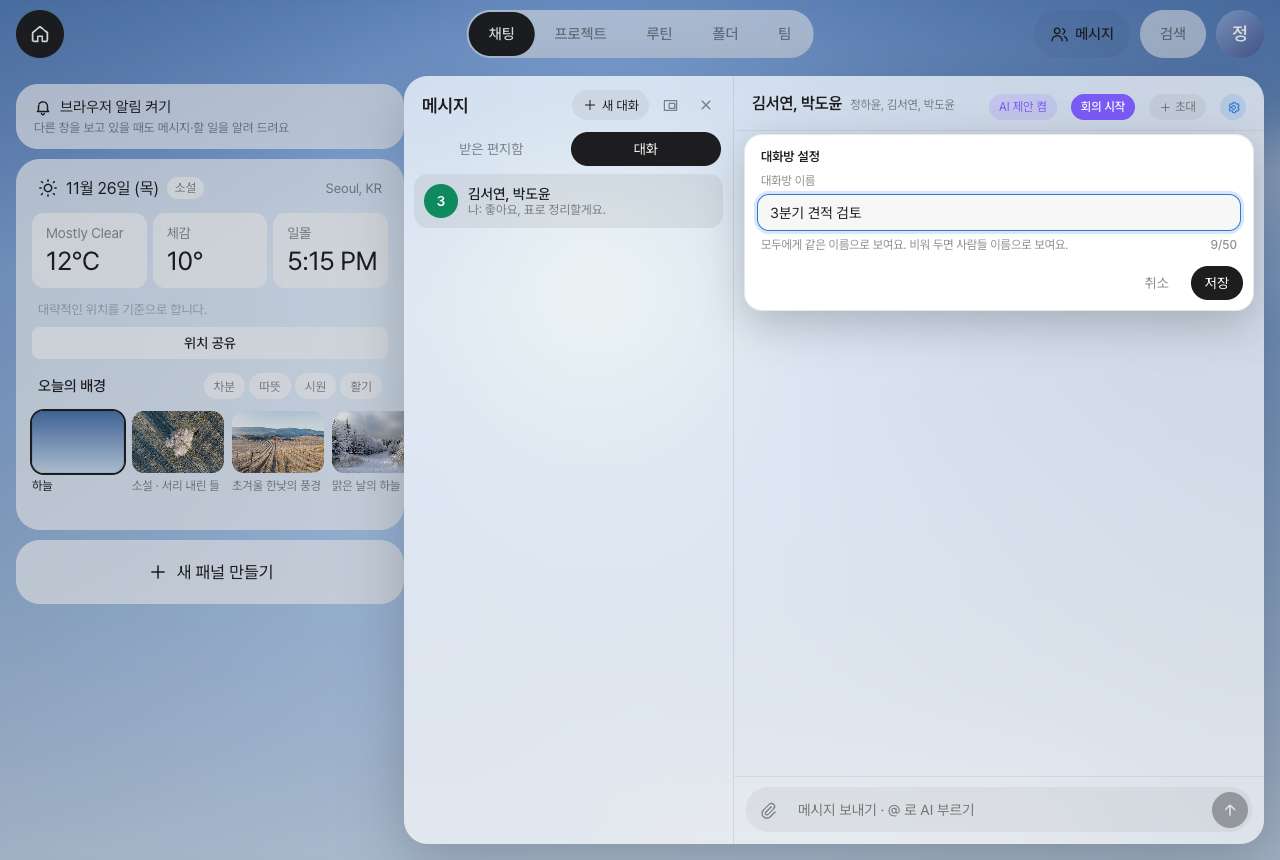 채팅
프로젝트
루틴
폴더
팀
메시지
검색
정
브라우저 알림 켜기
다른 창을 보고 있을 때도 메시지·할 일을 알려 드려요
11월 26일 (목)
소설
Seoul, KR
Mostly Clear
12°C
체감
10°
일몰
5:15 PM
대략적인 위치를 기준으로 합니다.
위치 공유
오늘의 배경
차분
따뜻
시원
활기
하늘
소설 · 서리 내린 들
초겨울 한낮의 풍경
맑은 날의 하늘
새 패널 만들기
메시지
새 대화
받은 편지함
대화
3
김서연, 박도윤
나: 좋아요, 표로 정리할게요.
김서연, 박도윤
정하윤, 김서연, 박도윤
AI 제안 켬
회의 시작
초대
대화방 설정
대화방 이름
3분기 견적 검토
모두에게 같은 이름으로 보여요. 비워 두면 사람들 이름으로 보여요.
9/50
취소
저장
메시지 보내기 · @ 로 AI 부르기